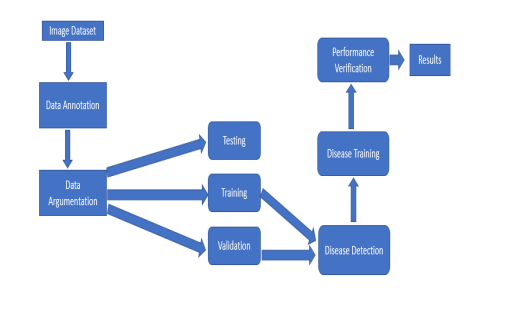 Image Dataset
Data Annotation
Data
Argumentation
Testing
Training
Validation
Disease Detection
Disease Training
Performance
Verification
Results